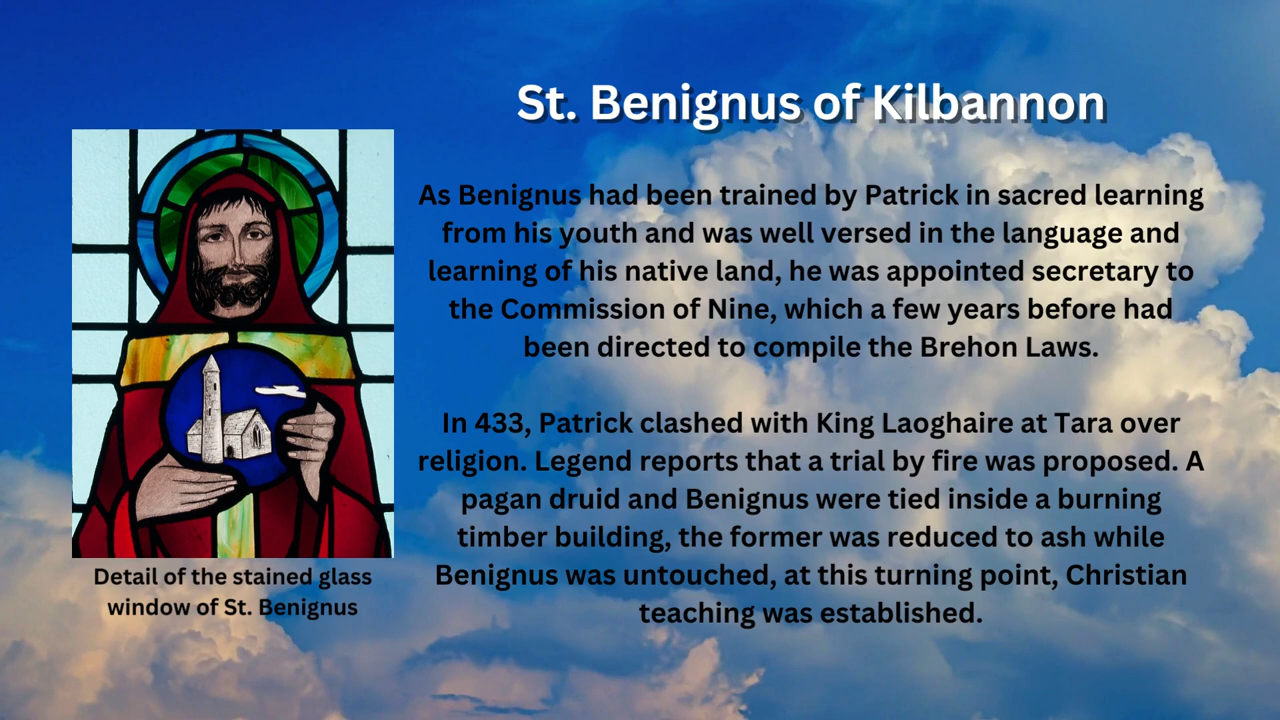 St. Benignus of Kilbannon
As Benignus had been trained by Patrick in sacred learning
from his youth and was well versed in the language and
learning of his native land, he was appointed secretary to
the Commission of Nine, which a few years before had
been directed to compile the Brehon Laws.
In 433, Patrick clashed with King Laoghaire at Tara over
religion. Legend reports that a trial by fire was proposed. A
pagan druid and Benignus were tied inside a burning
timber building, the former was reduced to ash while
Benignus was untouched, at this turning point, Christian
teaching was established.
Detail of the stained glass
window of St. Benignus